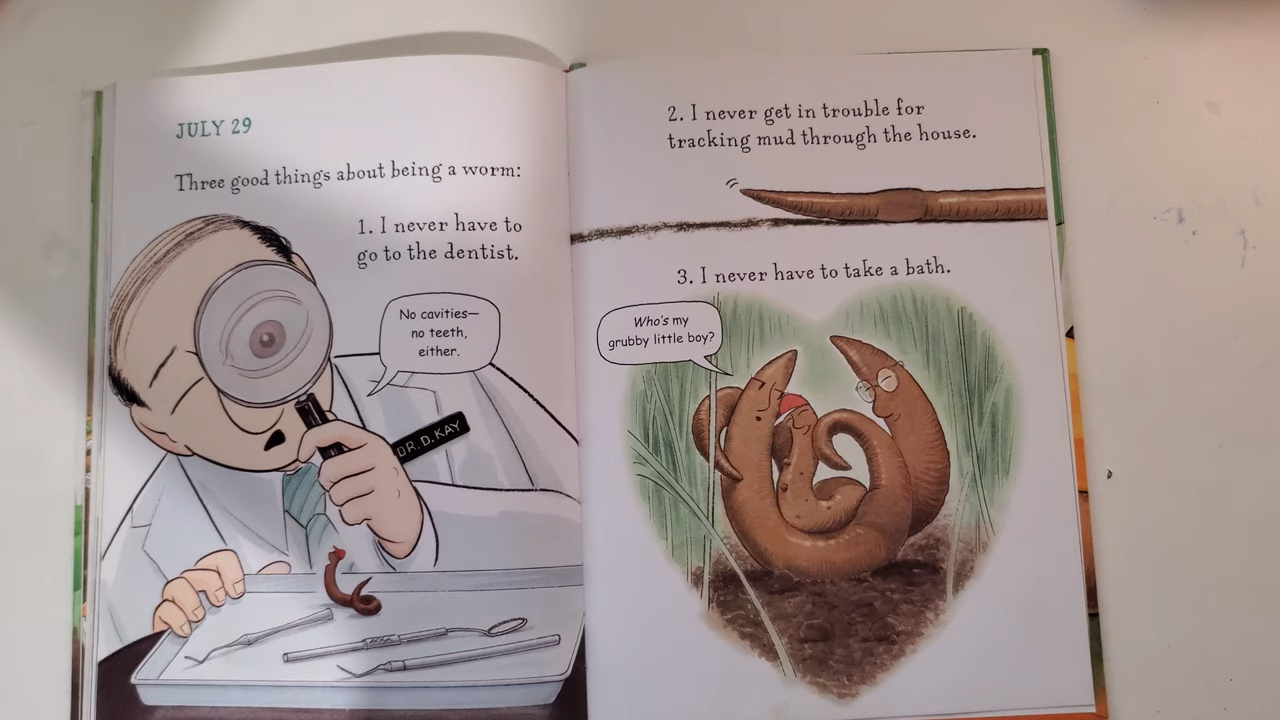 JULY 29
Three good things about being a worm:
1. I never have to
go to the dentist.
No cavities—
no teeth,
either.
DR. D. KAY
2. I never get in trouble for
tracking mud through the house.
3. I never have to take a bath.
Who's my
grubby little boy?